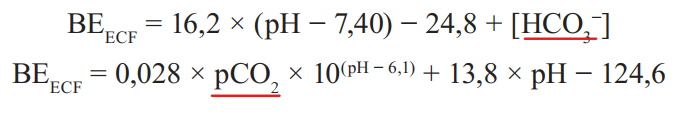 BE_ECF = 16,2 × (pH − 7,40) − 24,8 + [HCO₃⁻]
BE_ECF = 0,028 × pCO₂ × 10^(pH − 6,1) + 13,8 × pH − 124,6